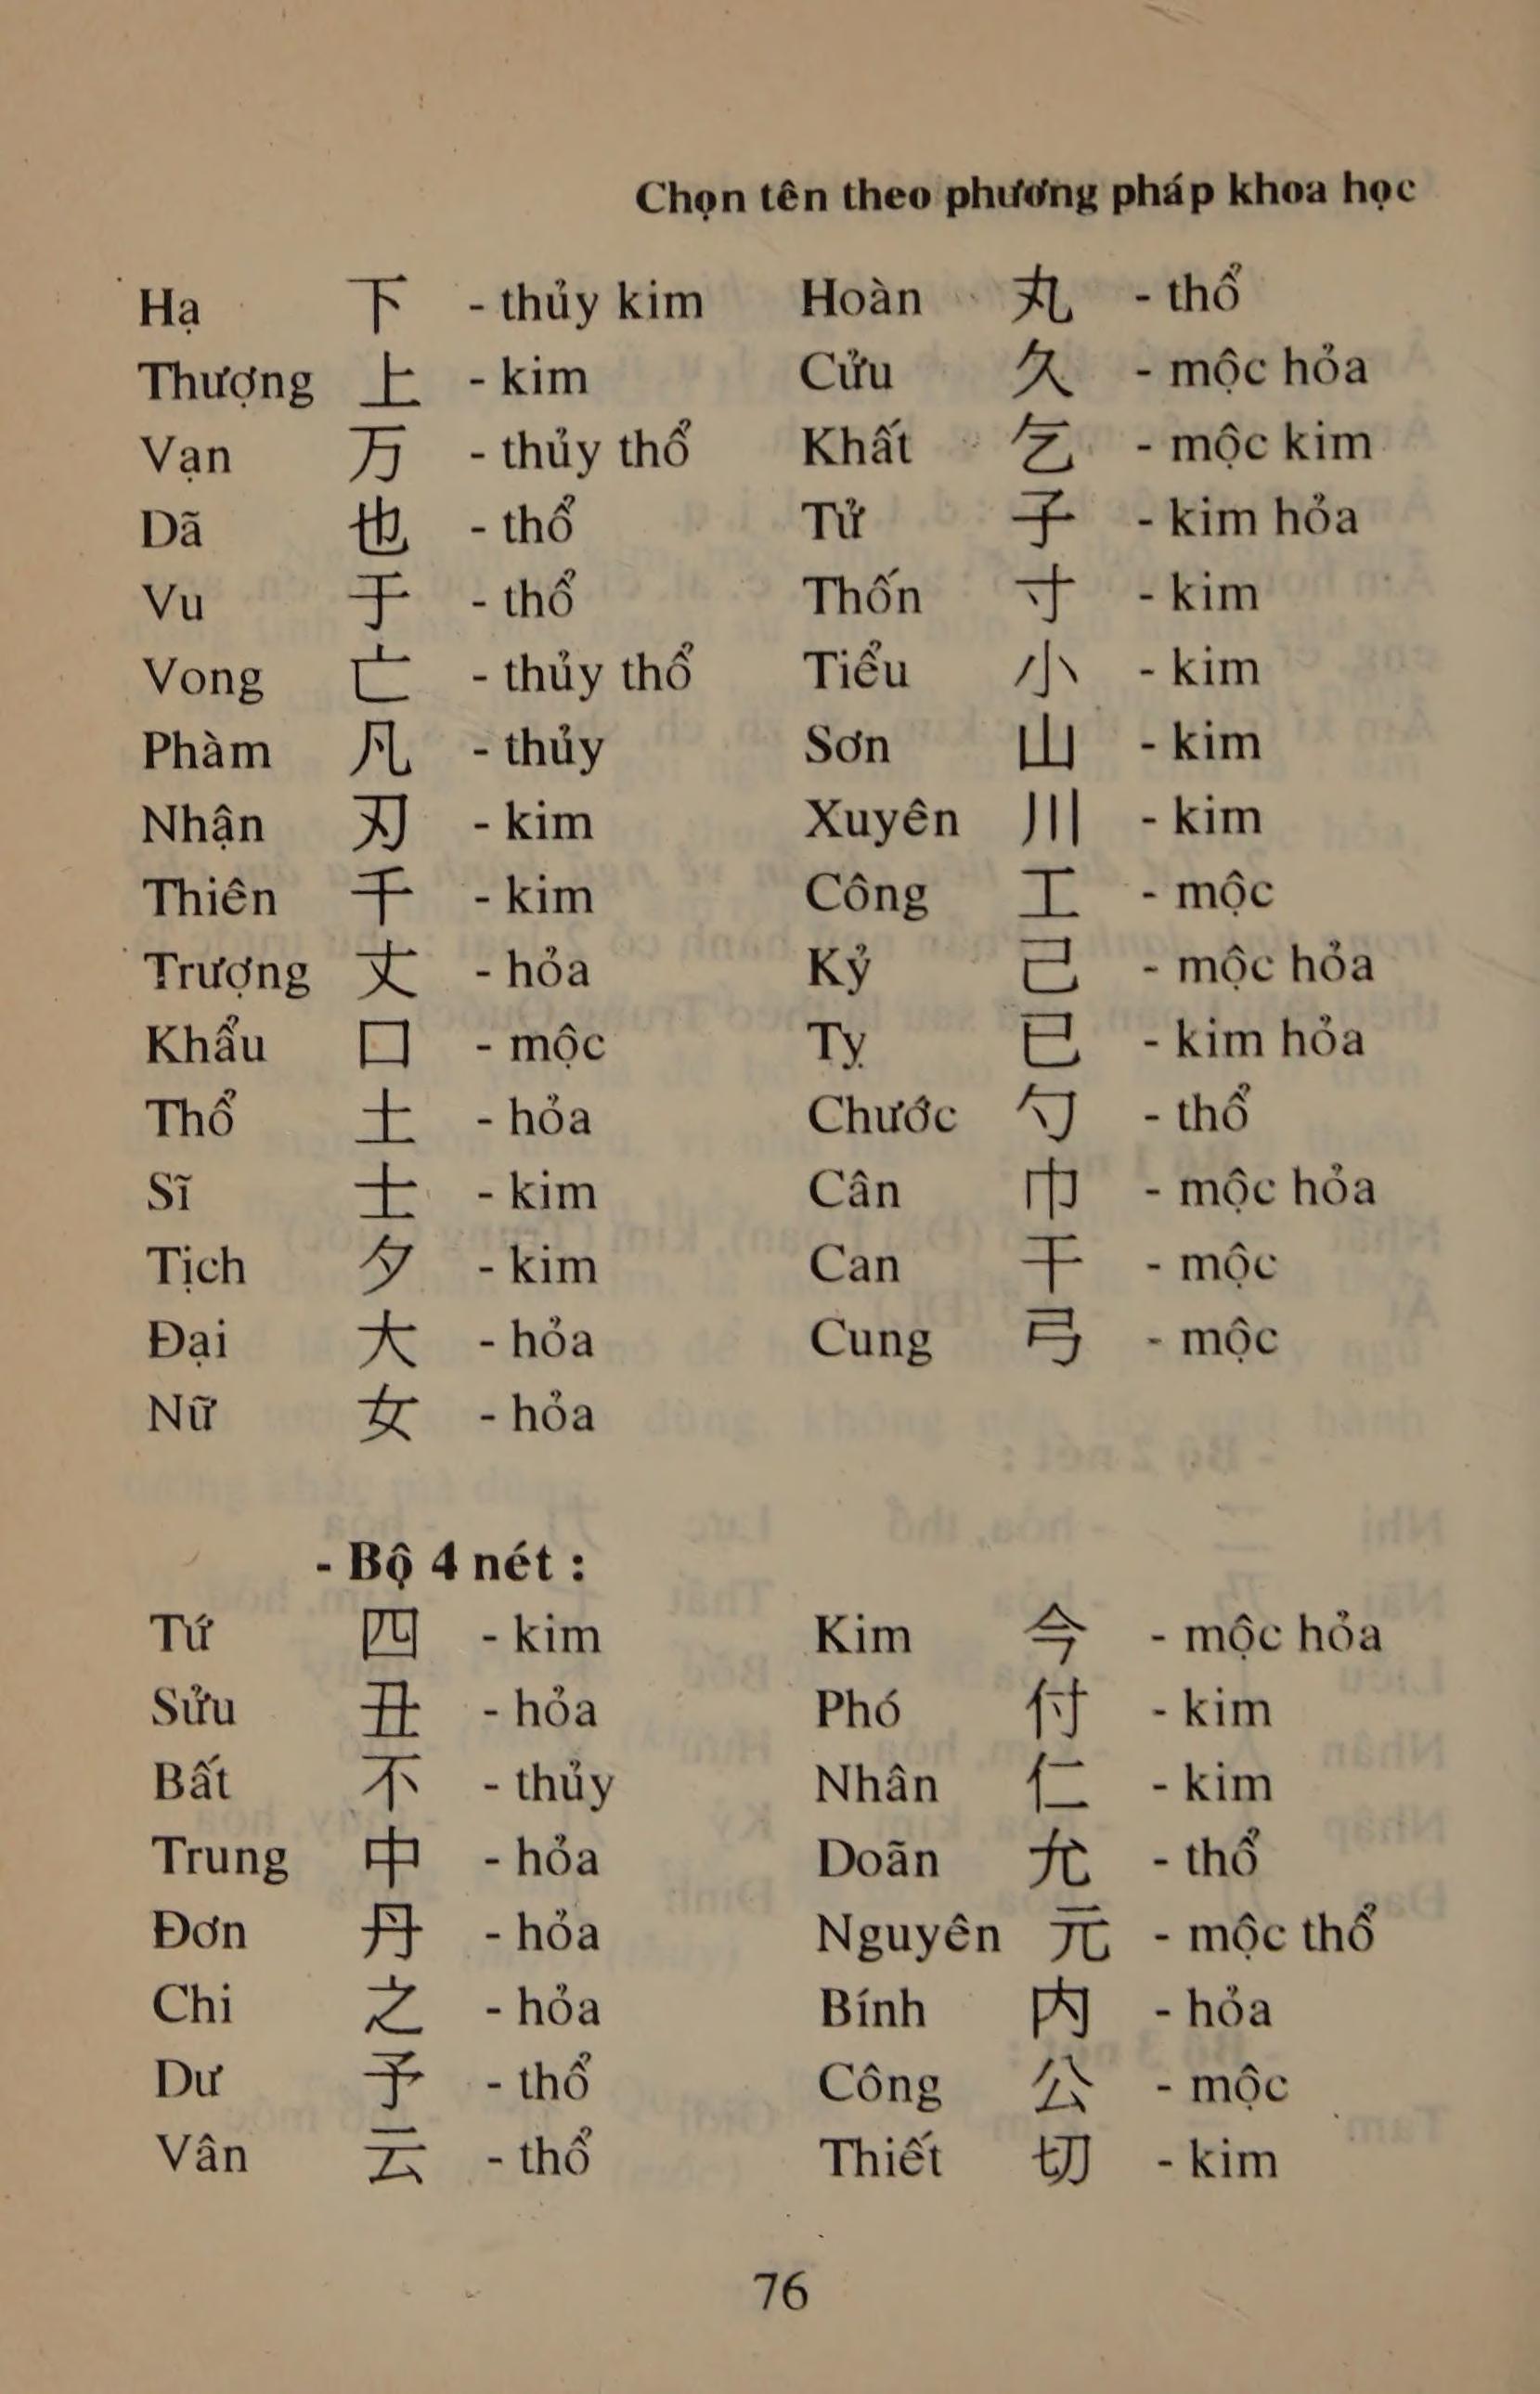 Chọn tên theo phương pháp khoa học
Hạ 下 - thủy kim Hoàn 丸 - thổ
Thượng 上 - kim Cửu 久 - mộc hỏa
Vạn 万 - thủy thổ Khất 乞 - mộc kim
Dã 也 - thổ Tử 子 - kim hỏa
Vu 于 - thổ Thốn 寸 - kim
Vong 亡 - thủy thổ Tiểu 小 - kim
Phàm 凡 - thủy Sơn 山 - kim
Nhận 刃 - kim Xuyên 川 - kim
Thiên 千 - kim Công 工 - mộc
Trượng 丈 - hỏa Kỷ 己 - mộc hỏa
Khẩu 口 - mộc Tỵ 巳 - kim hỏa
Thổ 土 - hỏa Chước 勺 - thổ
Sĩ 士 - kim Cân 巾 - mộc hỏa
Tịch 夕 - kim Can 干 - mộc
Đại 大 - hỏa Cung 弓 - mộc
Nữ 女 - hỏa
- Bộ 4 nét :
Tứ 四 - kim Kim 今 - mộc hỏa
Sửu 丑 - hỏa Phó 付 - kim
Bất 不 - thủy Nhân 仁 - kim
Trung 中 - hỏa Doãn 允 - thổ
Đơn 丹 - hỏa Nguyên 元 - mộc thổ
Chi 之 - hỏa Bính 内 - hỏa
Dư 予 - thổ Công 公 - mộc
Vân 云 - thổ Thiết 切 - kim
76